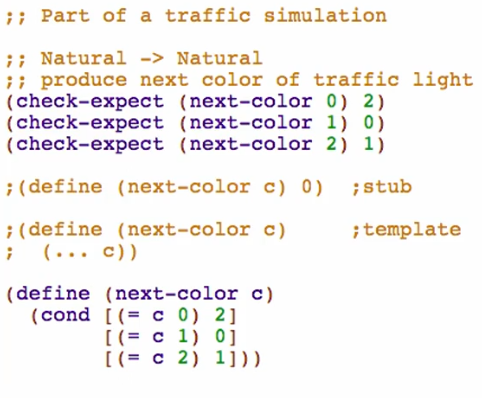 ;; Part of a traffic simulation
;; Natural -> Natural
;; produce next color of traffic light
(check-expect (next-color 0) 2)
(check-expect (next-color 1) 0)
(check-expect (next-color 2) 1)
;(define (next-color c) 0)  ;stub
;(define (next-color c)     ;template
;  (... c))
(define (next-color c)
  (cond [(= c 0) 2]
        [(= c 1) 0]
        [(= c 2) 1]))